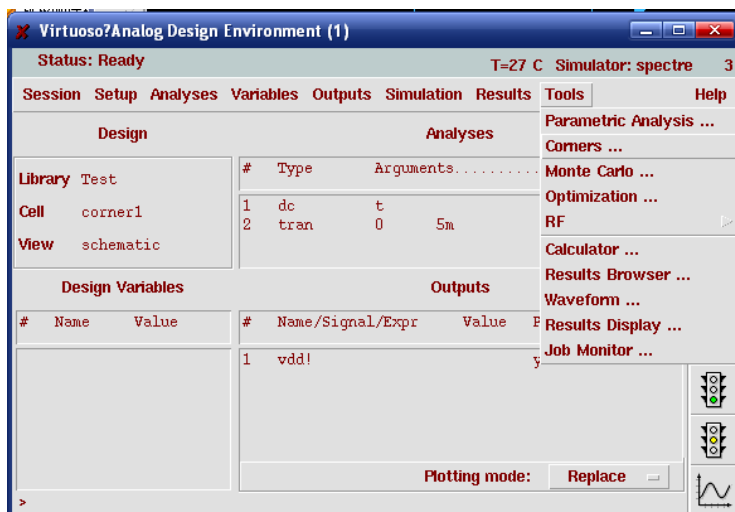 Virtuoso?Analog Design Environment (1)
Status: Ready T=27 C Simulator: spectre 3
Session Setup Analyses Variables Outputs Simulation Results Tools Help
Parametric Analysis ...
Corners ...
Monte Carlo ...
Optimization ...
RF
Calculator ...
Results Browser ...
Waveform ...
Results Display ...
Job Monitor ...
Design
Library Test
Cell corner1
View schematic
Analyses
# Type Arguments..........
1 dc t
2 tran 0 5m
Design Variables
# Name Value
Outputs
# Name/Signal/Expr Value P
1 vdd! y
Plotting mode: Replace
>